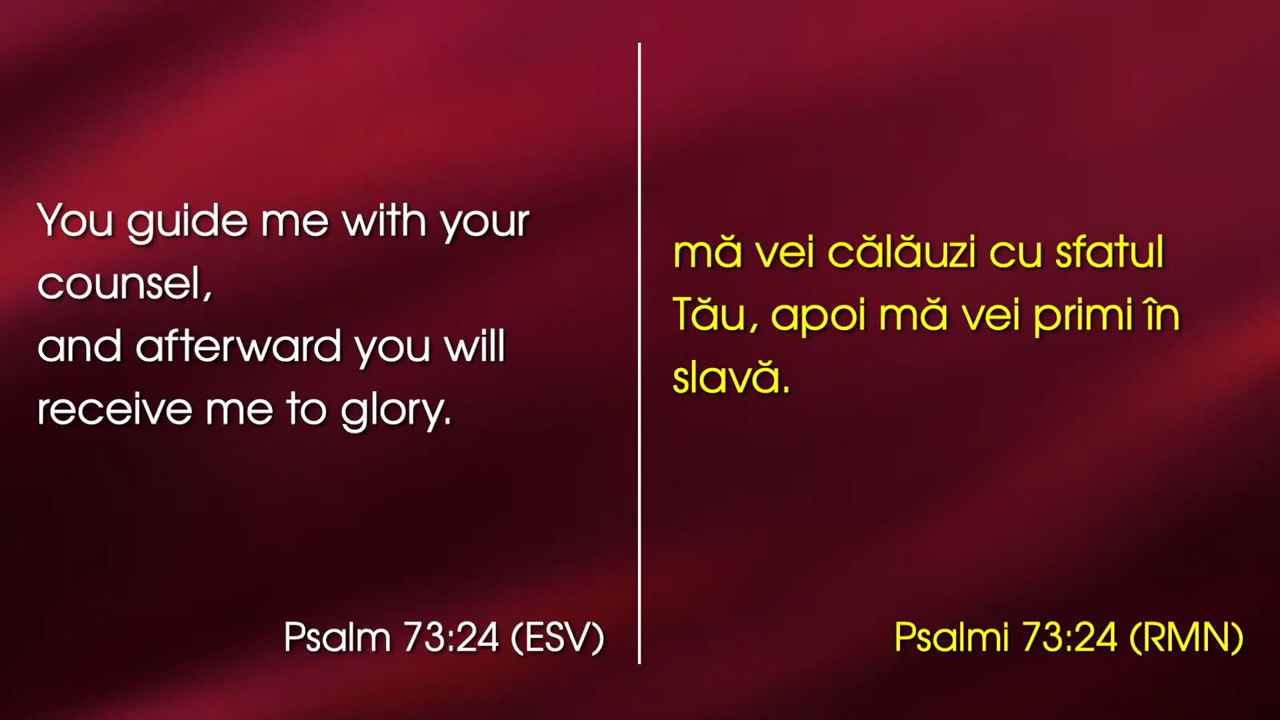 You guide me with your
counsel,
and afterward you will
receive me to glory.
Psalm 73:24 (ESV)
mă vei călăuzi cu sfatul
Tău, apoi mă vei primi în
slavă.
Psalmi 73:24 (RMN)